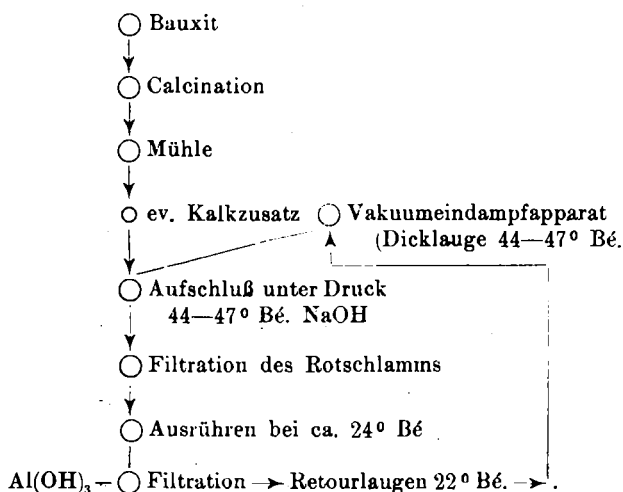 Bauxit
Calcination
Mühle
ev. Kalkzusatz
Vakuumeindampfapparat
(Dicklauge 44—47° Bé.
Aufschluß unter Druck
44—47° Bé. NaOH
Filtration des Rotschlamms
Ausrühren bei ca. 24° Bé
Al(OH)₃ – Filtration → Retourlaugen 22° Bé. → .